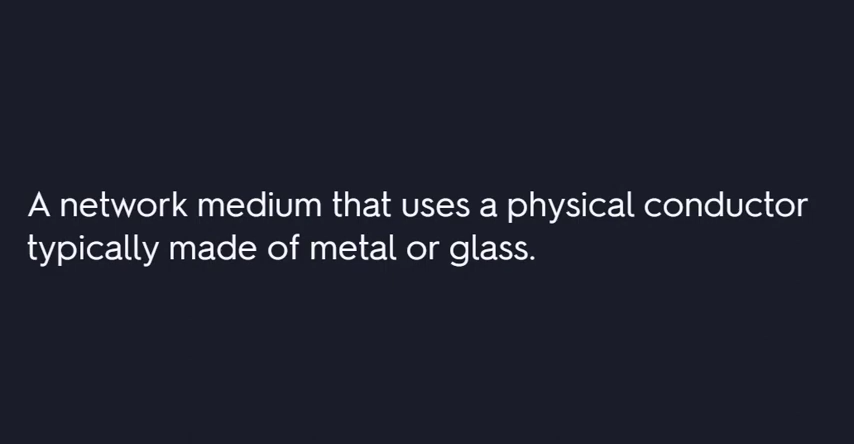 A network medium that uses a physical conductor
typically made of metal or glass.